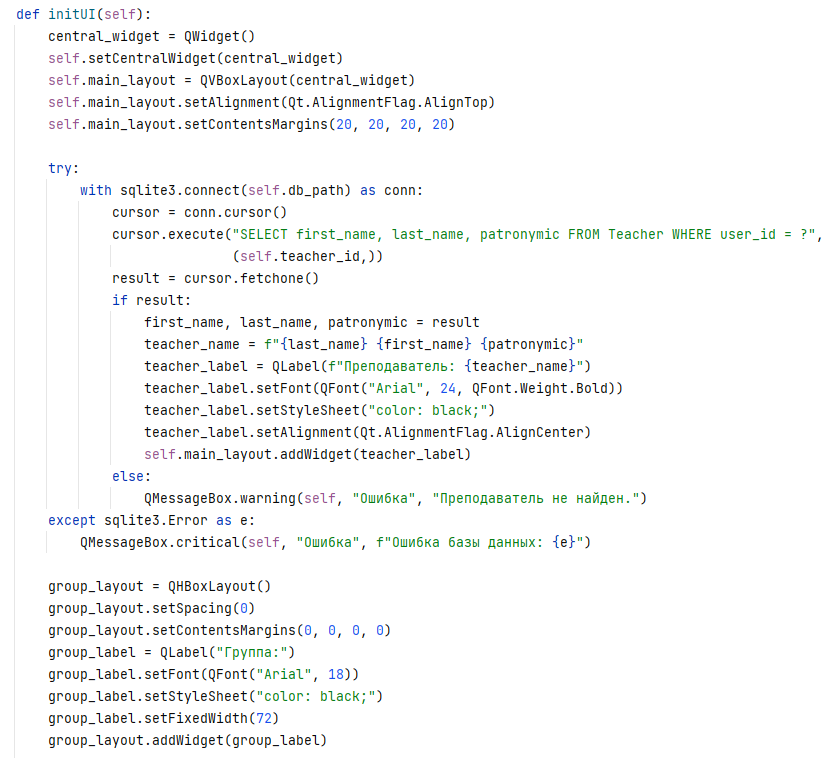 def initUI(self):
    central_widget = QWidget()
    self.setCentralWidget(central_widget)
    self.main_layout = QVBoxLayout(central_widget)
    self.main_layout.setAlignment(Qt.AlignmentFlag.AlignTop)
    self.main_layout.setContentsMargins(20, 20, 20, 20)

    try:
        with sqlite3.connect(self.db_path) as conn:
            cursor = conn.cursor()
            cursor.execute("SELECT first_name, last_name, patronymic FROM Teacher WHERE user_id = ?",
                           (self.teacher_id,))
            result = cursor.fetchone()
            if result:
                first_name, last_name, patronymic = result
                teacher_name = f"{last_name} {first_name} {patronymic}"
                teacher_label = QLabel(f"Преподаватель: {teacher_name}")
                teacher_label.setFont(QFont("Arial", 24, QFont.Weight.Bold))
                teacher_label.setStyleSheet("color: black;")
                teacher_label.setAlignment(Qt.AlignmentFlag.AlignCenter)
                self.main_layout.addWidget(teacher_label)
            else:
                QMessageBox.warning(self, "Ошибка", "Преподаватель не найден.")
    except sqlite3.Error as e:
        QMessageBox.critical(self, "Ошибка", f"Ошибка базы данных: {e}")

    group_layout = QHBoxLayout()
    group_layout.setSpacing(0)
    group_layout.setContentsMargins(0, 0, 0, 0)
    group_label = QLabel("Группа:")
    group_label.setFont(QFont("Arial", 18))
    group_label.setStyleSheet("color: black;")
    group_label.setFixedWidth(72)
    group_layout.addWidget(group_label)